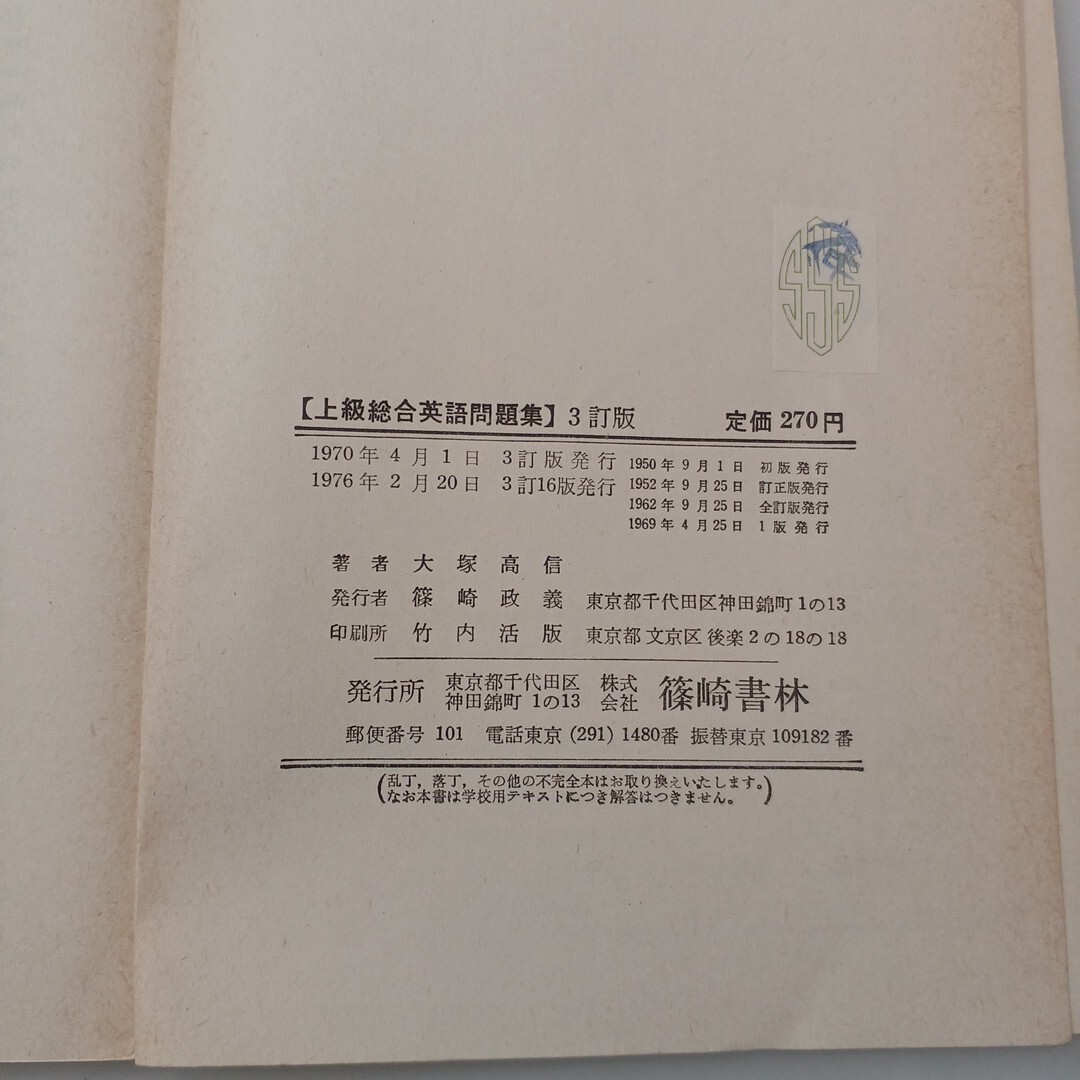 SSS
【上級総合英語問題集】3訂版 定価 270円
1970年4月1日 3訂版発行
1976年2月20日 3訂16版発行
1950年9月1日 初版発行
1952年9月25日 訂正版発行
1962年9月25日 全訂版発行
1969年4月25日 1版発行
著者 大塚高信
発行者 篠崎政義 東京都千代田区神田錦町1の13
印刷所 竹内活版 東京都文京区後楽2の18の18
発行所 東京都千代田区神田錦町1の13 株式会社 篠崎書林
郵便番号 101 電話東京 (291) 1480番 振替東京 109182番
(乱丁,落丁,その他の不完全本はお取り換えいたします。
なお本書は学校用テキストにつき解答はつきません。)